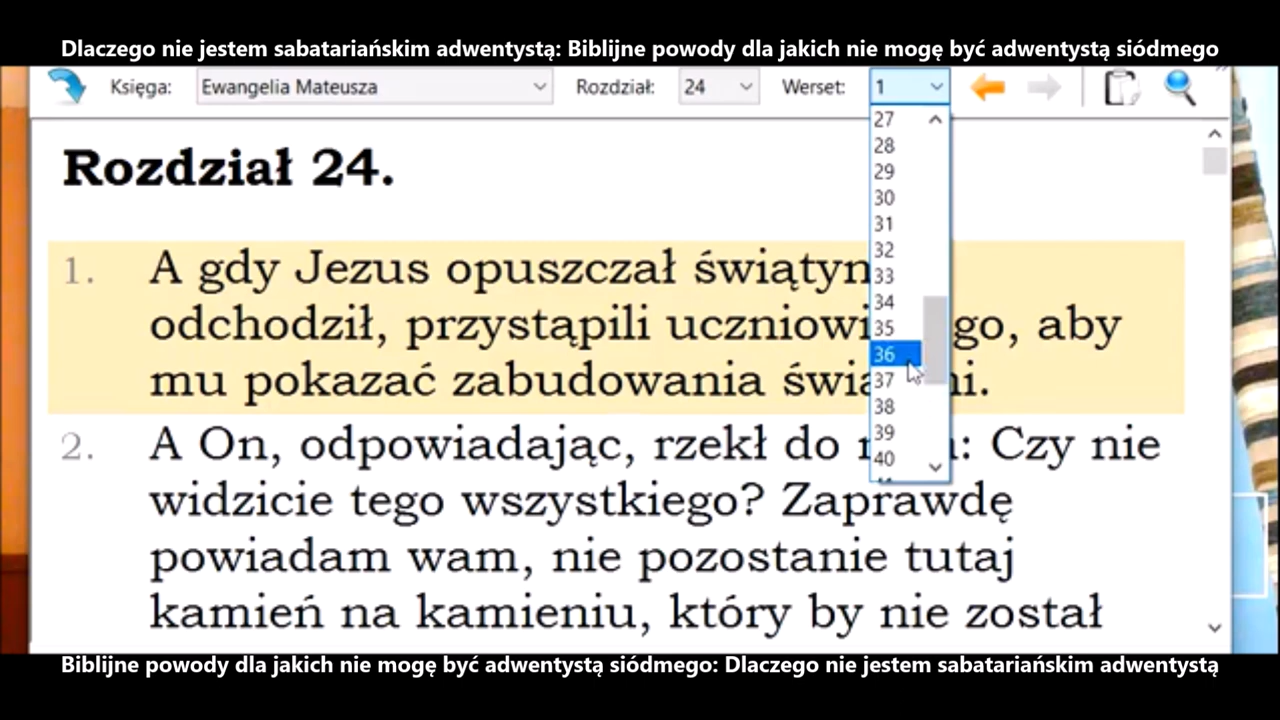 Dlaczego nie jestem sabatariańskim adwentystą: Biblijne powody dla jakich nie mogę być adwentystą siódmego
Księga: Ewangelia Mateusza Rozdział: 24 Werset: 1
27
28
29
30
31
32
33
34
35
36
37
38
39
40
Rozdział 24.
1. A gdy Jezus opuszczał
odchodził, przystąpili aby
mu pokazać zabudowania
2. A On, odpowiadając, rzekł do Czy nie
widzicie tego wszystkiego? Zaprawdę
powiadam wam, nie pozostanie tutaj
kamień na kamieniu, który by nie został
Biblijne powody dla jakich nie mogę być adwentystą siódmego: Dlaczego nie jestem sabatariańskim adwentystą